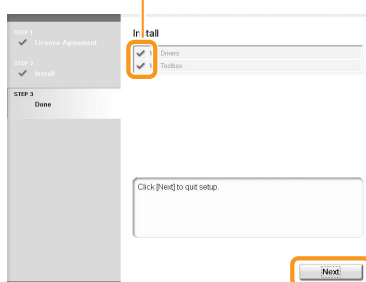 STEP 1
License Agreement
STEP 2
Install
STEP 3
Done
Install
Drivers
Toolbox
Click [Next] to quit setup.
Next